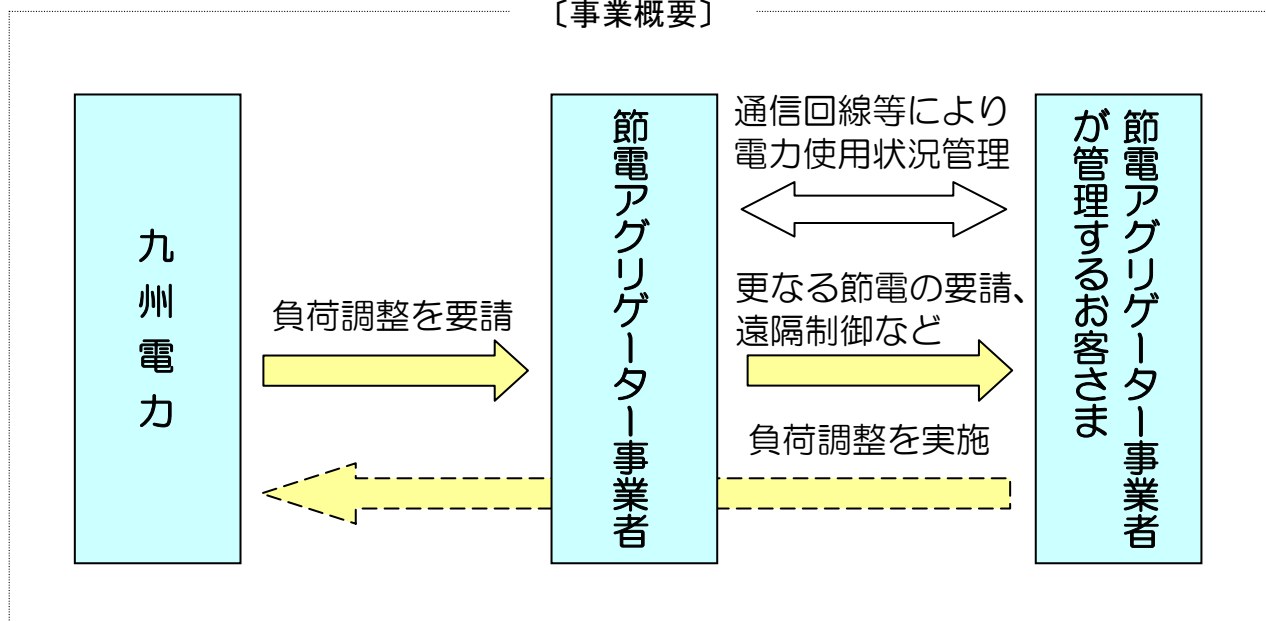 〔事業概要〕
九州電力
負荷調整を要請
節電アグリゲーター事業者
通信回線等により
電力使用状況管理
更なる節電の要請、
遠隔制御など
負荷調整を実施
節電アグリゲーター事業者
が管理するお客さま